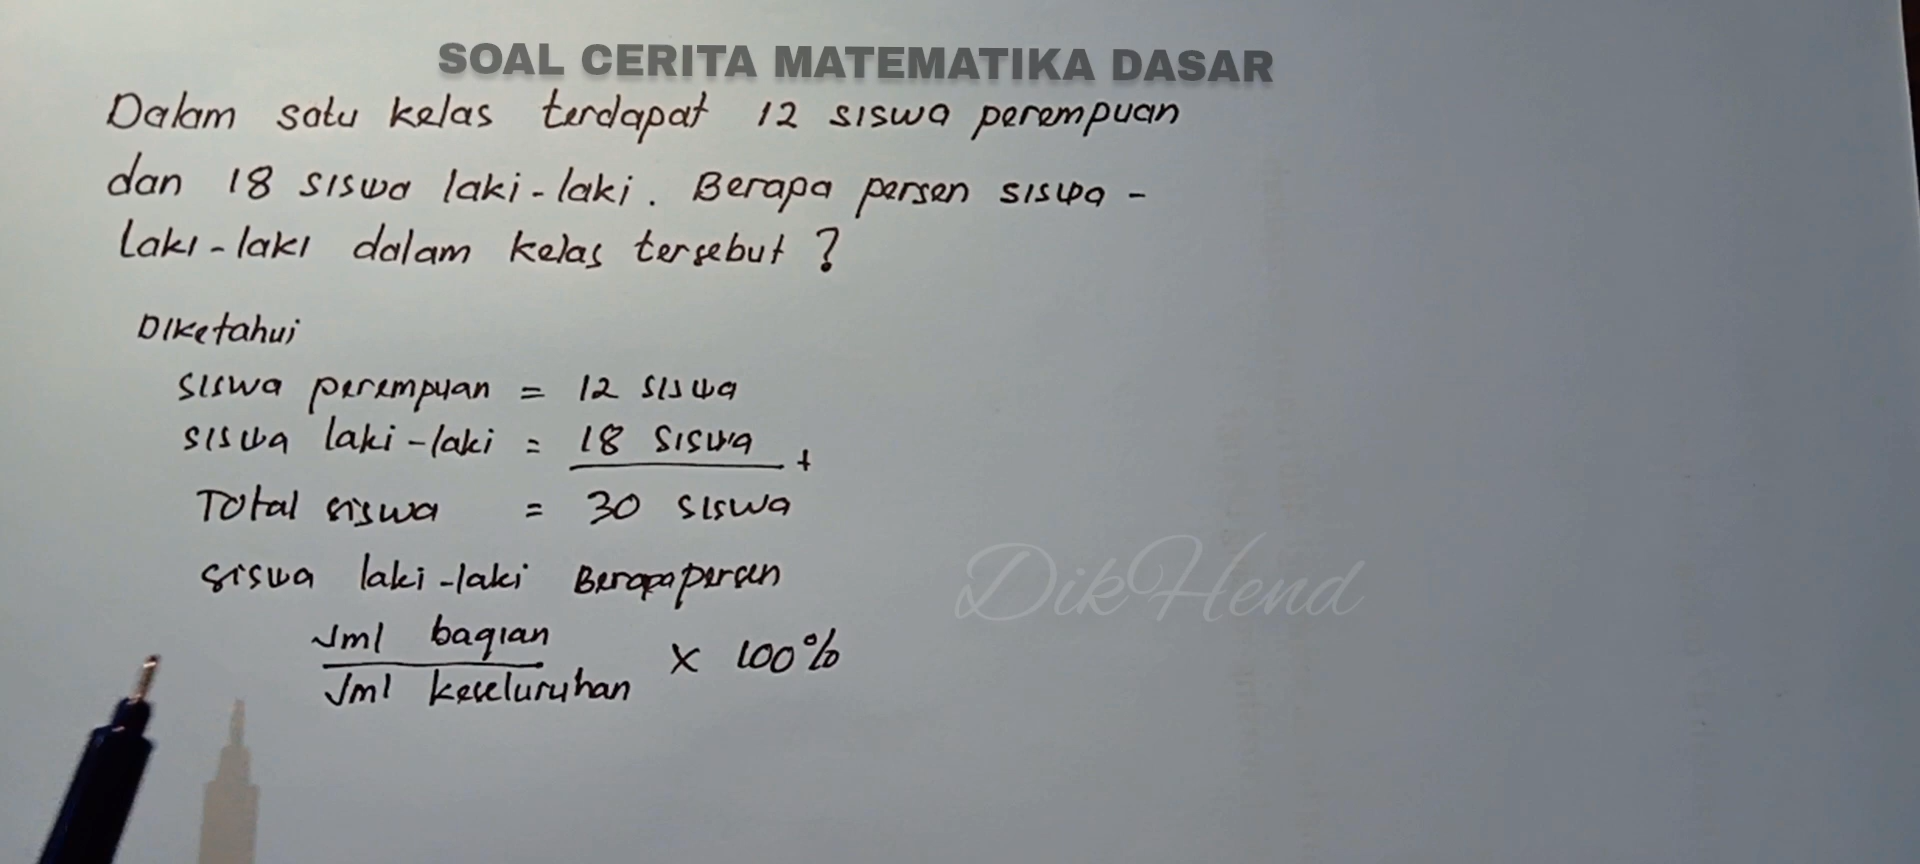 SOAL CERITA MATEMATIKA DASAR
Dalam satu kelas terdapat 12 siswa perempuan
dan 18 siswa laki-laki. Berapa persen siswa -
Laki-laki dalam kelas tersebut ?
Diketahui
siswa perempuan = 12 siswa
siswa laki-laki = 18 siswa +
Total siswa = 30 siswa
siswa laki-laki Berapa persen
Jml bagian
Jml keseluruhan
x 100%
DikHend